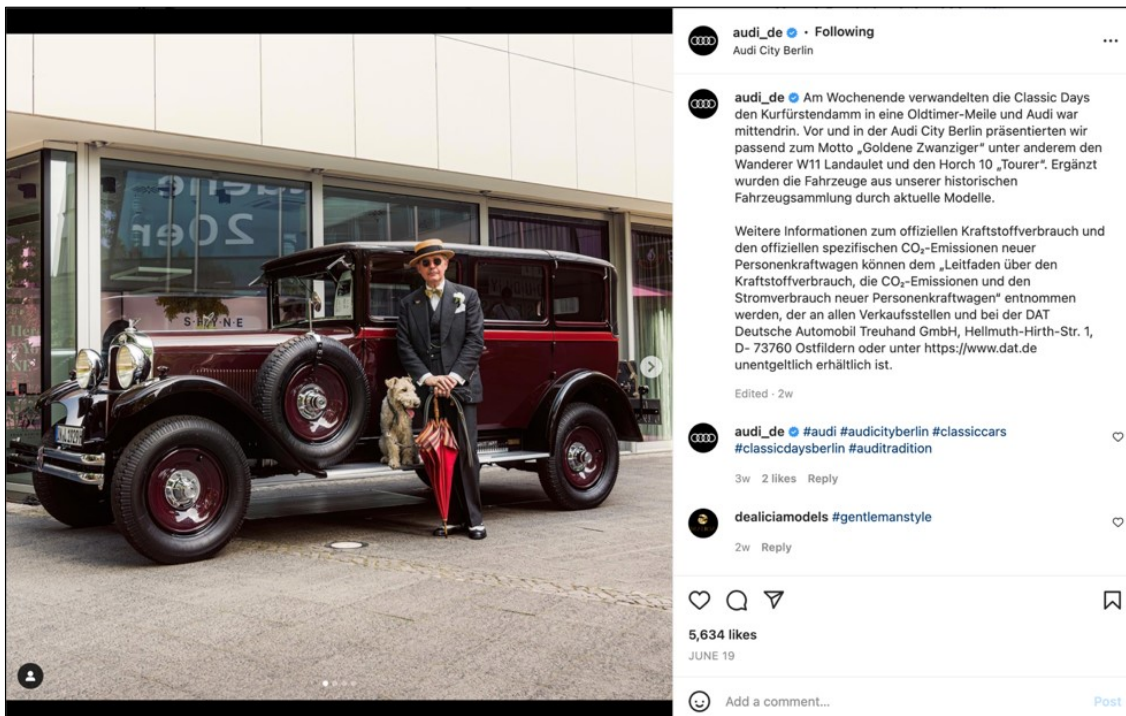 audi_de • Following
Audi City Berlin
audi_de Am Wochenende verwandelten die Classic Days
den Kurfürstendamm in eine Oldtimer-Meile und Audi war
mittendrin. Vor und in der Audi City Berlin präsentierten wir
passend zum Motto „Goldene Zwanziger“ unter anderem den
Wanderer W11 Landaulet und den Horch 10 „Tourer“. Ergänzt
wurden die Fahrzeuge aus unserer historischen
Fahrzeugsammlung durch aktuelle Modelle.
Weitere Informationen zum offiziellen Kraftstoffverbrauch und
den offiziellen spezifischen CO₂-Emissionen neuer
Personenkraftwagen können dem „Leitfaden über den
Kraftstoffverbrauch, die CO₂-Emissionen und den
Stromverbrauch neuer Personenkraftwagen“ entnommen
werden, der an allen Verkaufsstellen und bei der DAT
Deutsche Automobil Treuhand GmbH, Hellmuth-Hirth-Str. 1,
D- 73760 Ostfildern oder unter https://www.dat.de
unentgeltlich erhältlich ist.
Edited · 2w
audi_de #audi #audicityberlin #classiccars
#classicdaysberlin #auditradition
3w 2 likes Reply
dealiciamodels #gentlemanstyle
2w Reply
5,634 likes
JUNE 19
Add a comment... Post
20er
S·H·Y·N·E